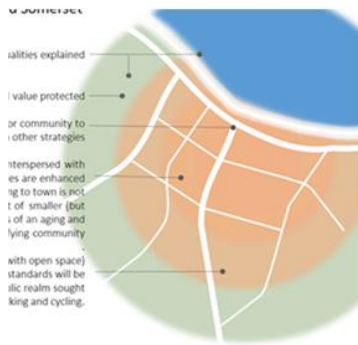 d Somerset
ualities explained
l value protected
or community to
other strategies
nterspersed with
es are enhanced
ng to town is not
t of smaller (but
s of an aging and
lying community
.
with open space)
standards will be
olic realm sought
king and cycling.